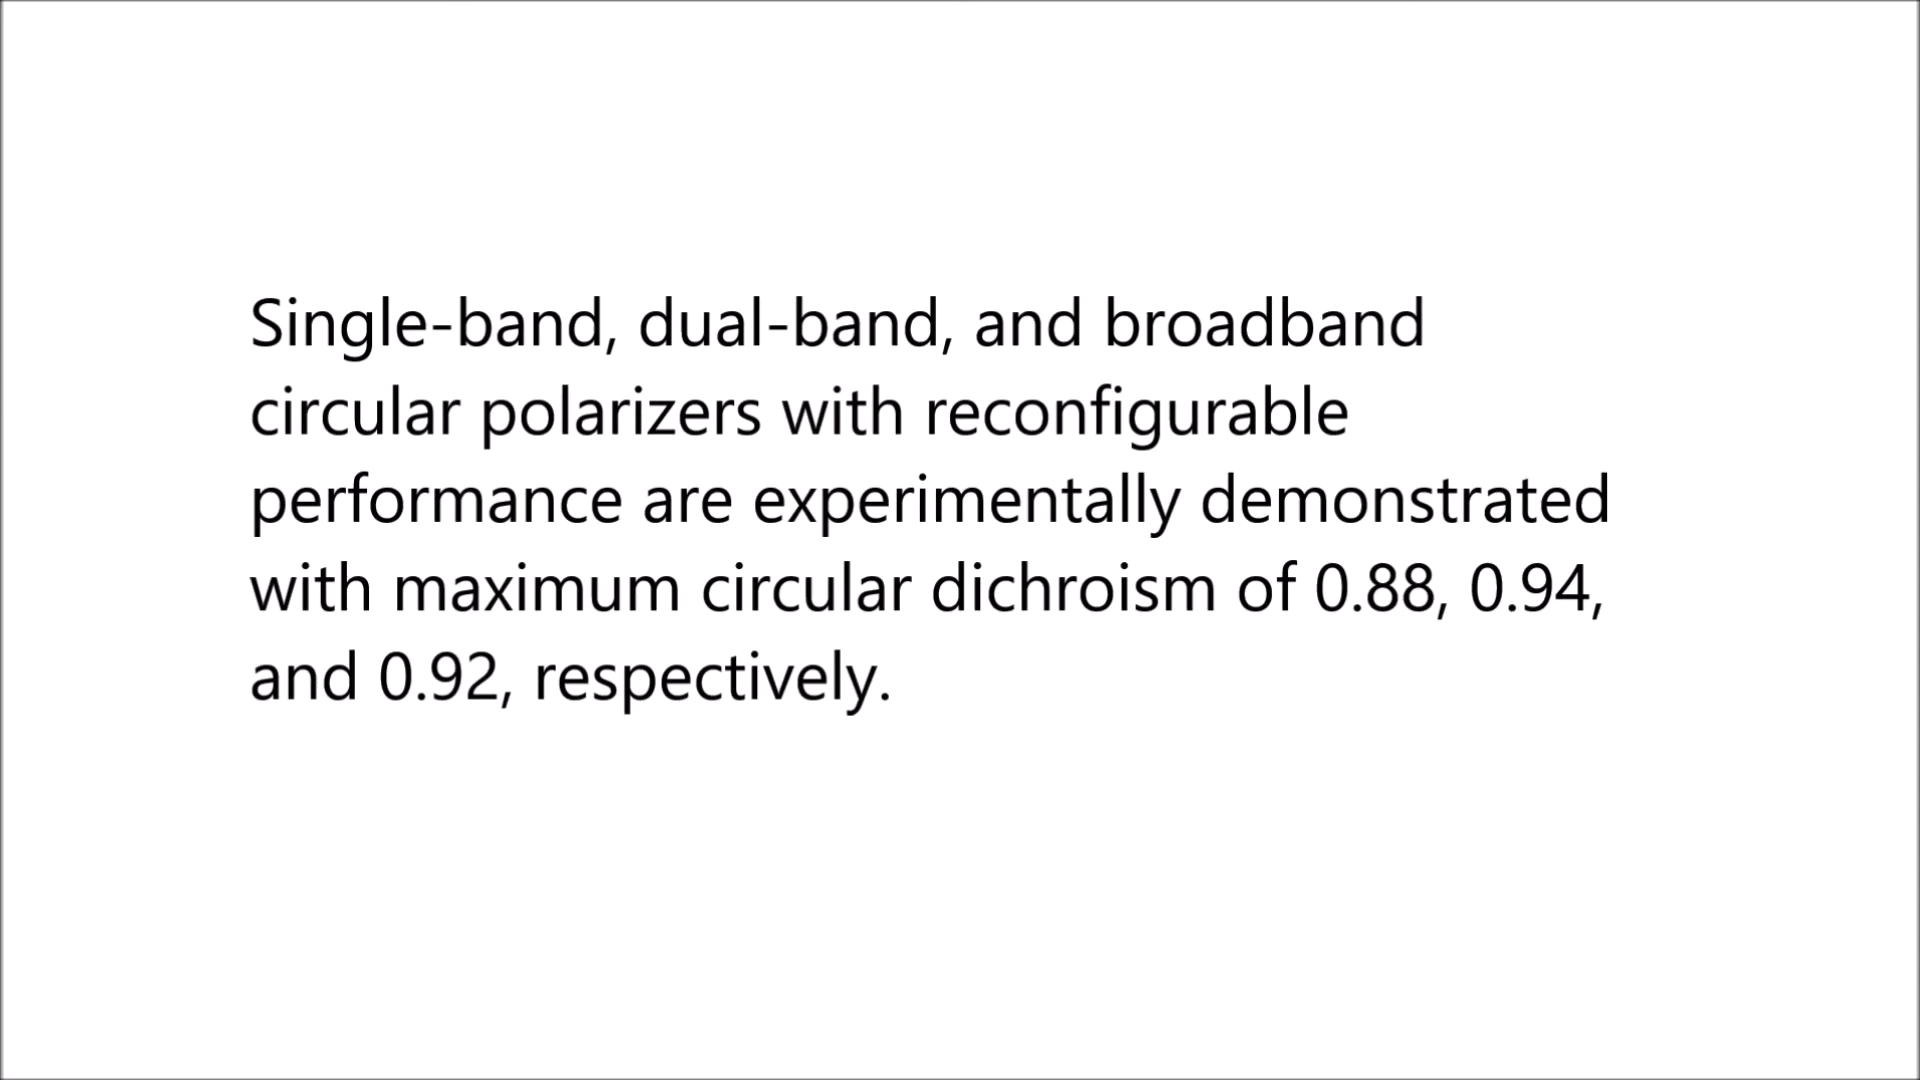 Single-band, dual-band, and broadband
circular polarizers with reconfigurable
performance are experimentally demonstrated
with maximum circular dichroism of 0.88, 0.94,
and 0.92, respectively.